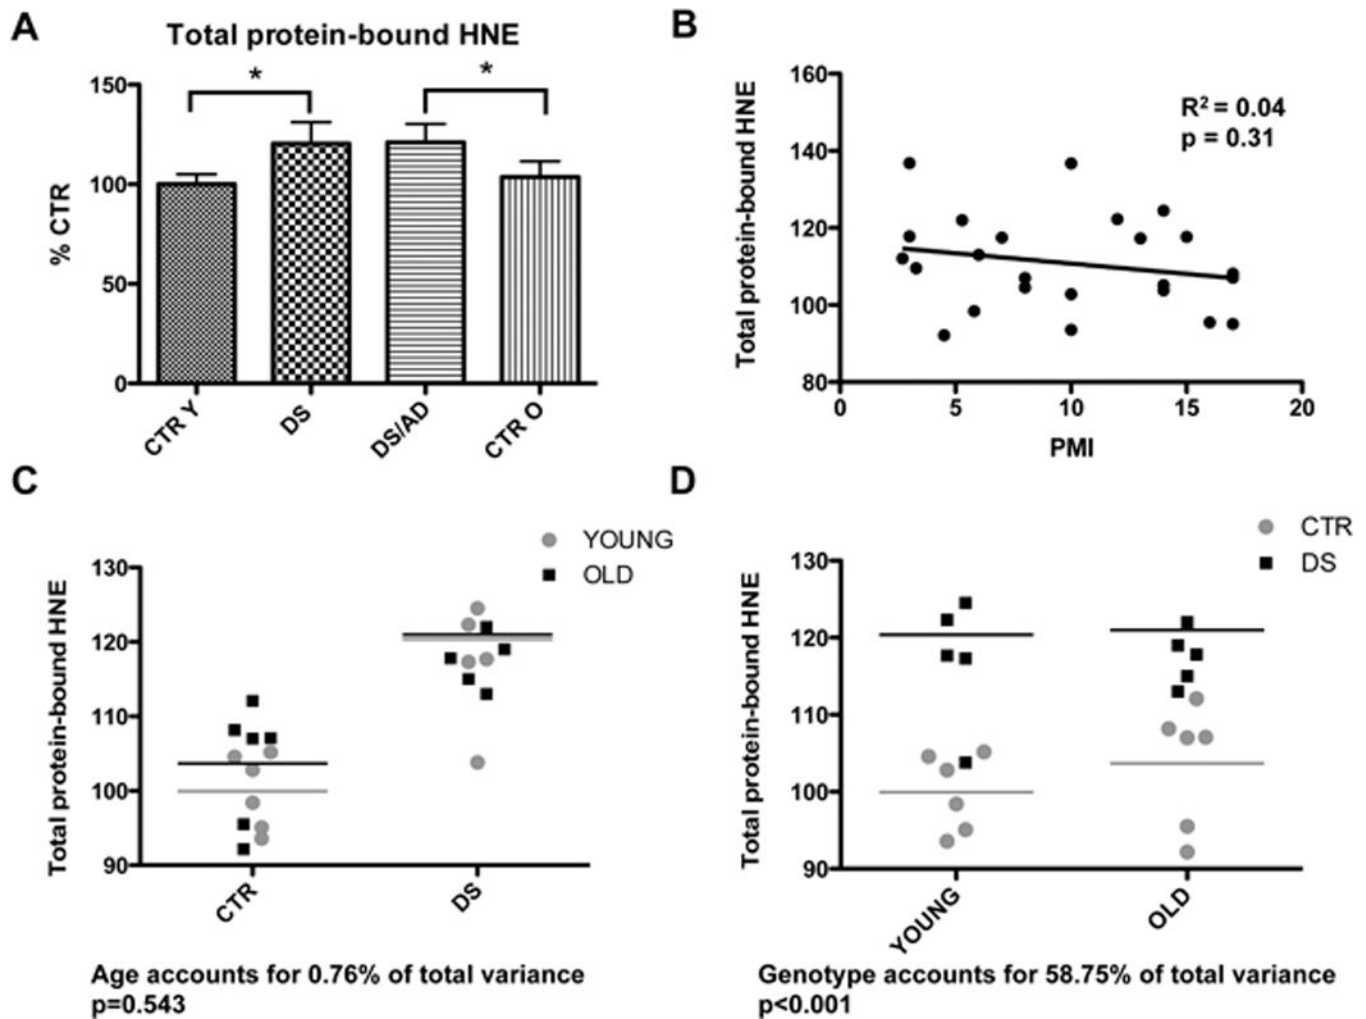 A
Total protein-bound HNE
% CTR
150
100
50
0
*
*
CTR Y
DS
DS/AD
CTR O
B
Total protein-bound HNE
160
140
120
100
80
R² = 0.04
p = 0.31
0
5
10
15
20
PMI
C
YOUNG
OLD
Total protein-bound HNE
130
120
110
100
90
CTR
DS
Age accounts for 0.76% of total variance
p=0.543
D
CTR
DS
Total protein-bound HNE
130
120
110
100
90
YOUNG
OLD
Genotype accounts for 58.75% of total variance
p<0.001